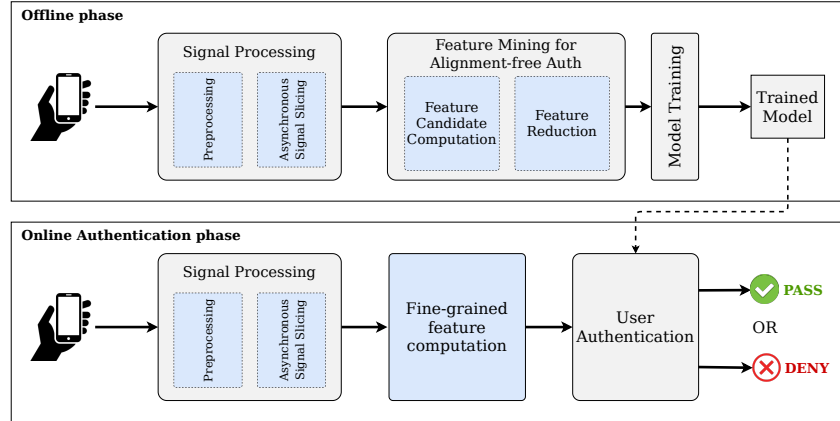 Offline phase
Signal Processing
Preprocessing
Asynchronous
Signal Slicing
Feature Mining for
Alignment-free Auth
Feature
Candidate
Computation
Feature
Reduction
Model Training
Trained
Model
Online Authentication phase
Signal Processing
Preprocessing
Asynchronous
Signal Slicing
Fine-grained
feature
computation
User
Authentication
PASS
OR
DENY